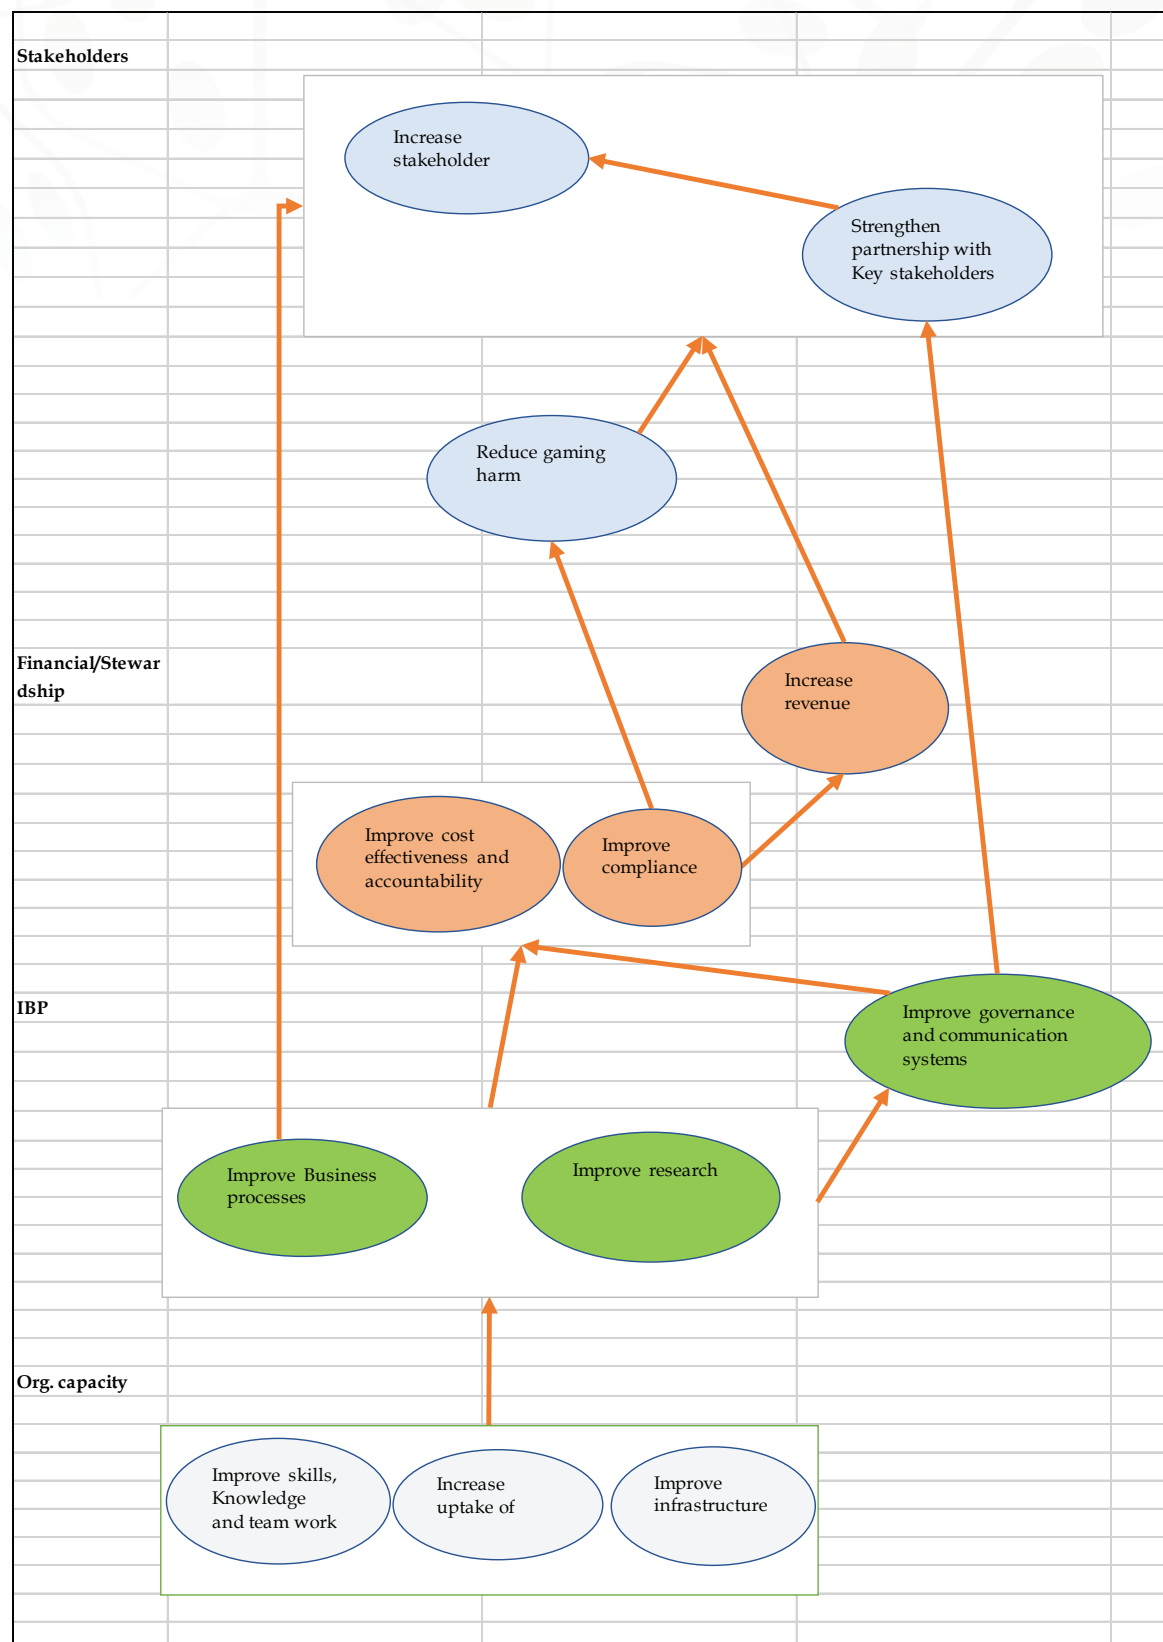 Stakeholders
Increase
stakeholder
Strengthen
partnership with
Key stakeholders
Reduce gaming
harm
Financial/Stewar
dship
Increase
revenue
Improve cost
effectiveness and
accountability
Improve
compliance
IBP
Improve governance
and communication
systems
Improve Business
processes
Improve research
Org. capacity
Improve skills,
Knowledge
and team work
Increase
uptake of
Improve
infrastructure